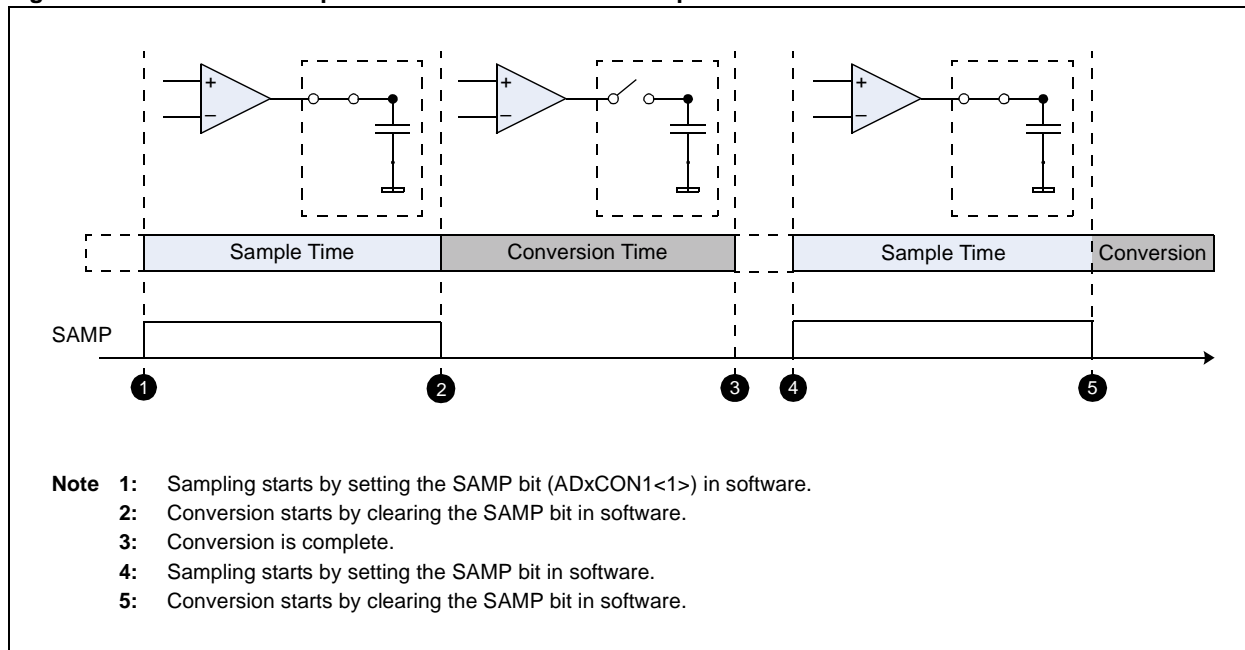 +
−
+
−
+
−
Sample Time
Conversion Time
Sample Time
Conversion
SAMP
1
2
3
4
5
Note 1: Sampling starts by setting the SAMP bit (ADxCON1<1>) in software.
2: Conversion starts by clearing the SAMP bit in software.
3: Conversion is complete.
4: Sampling starts by setting the SAMP bit in software.
5: Conversion starts by clearing the SAMP bit in software.